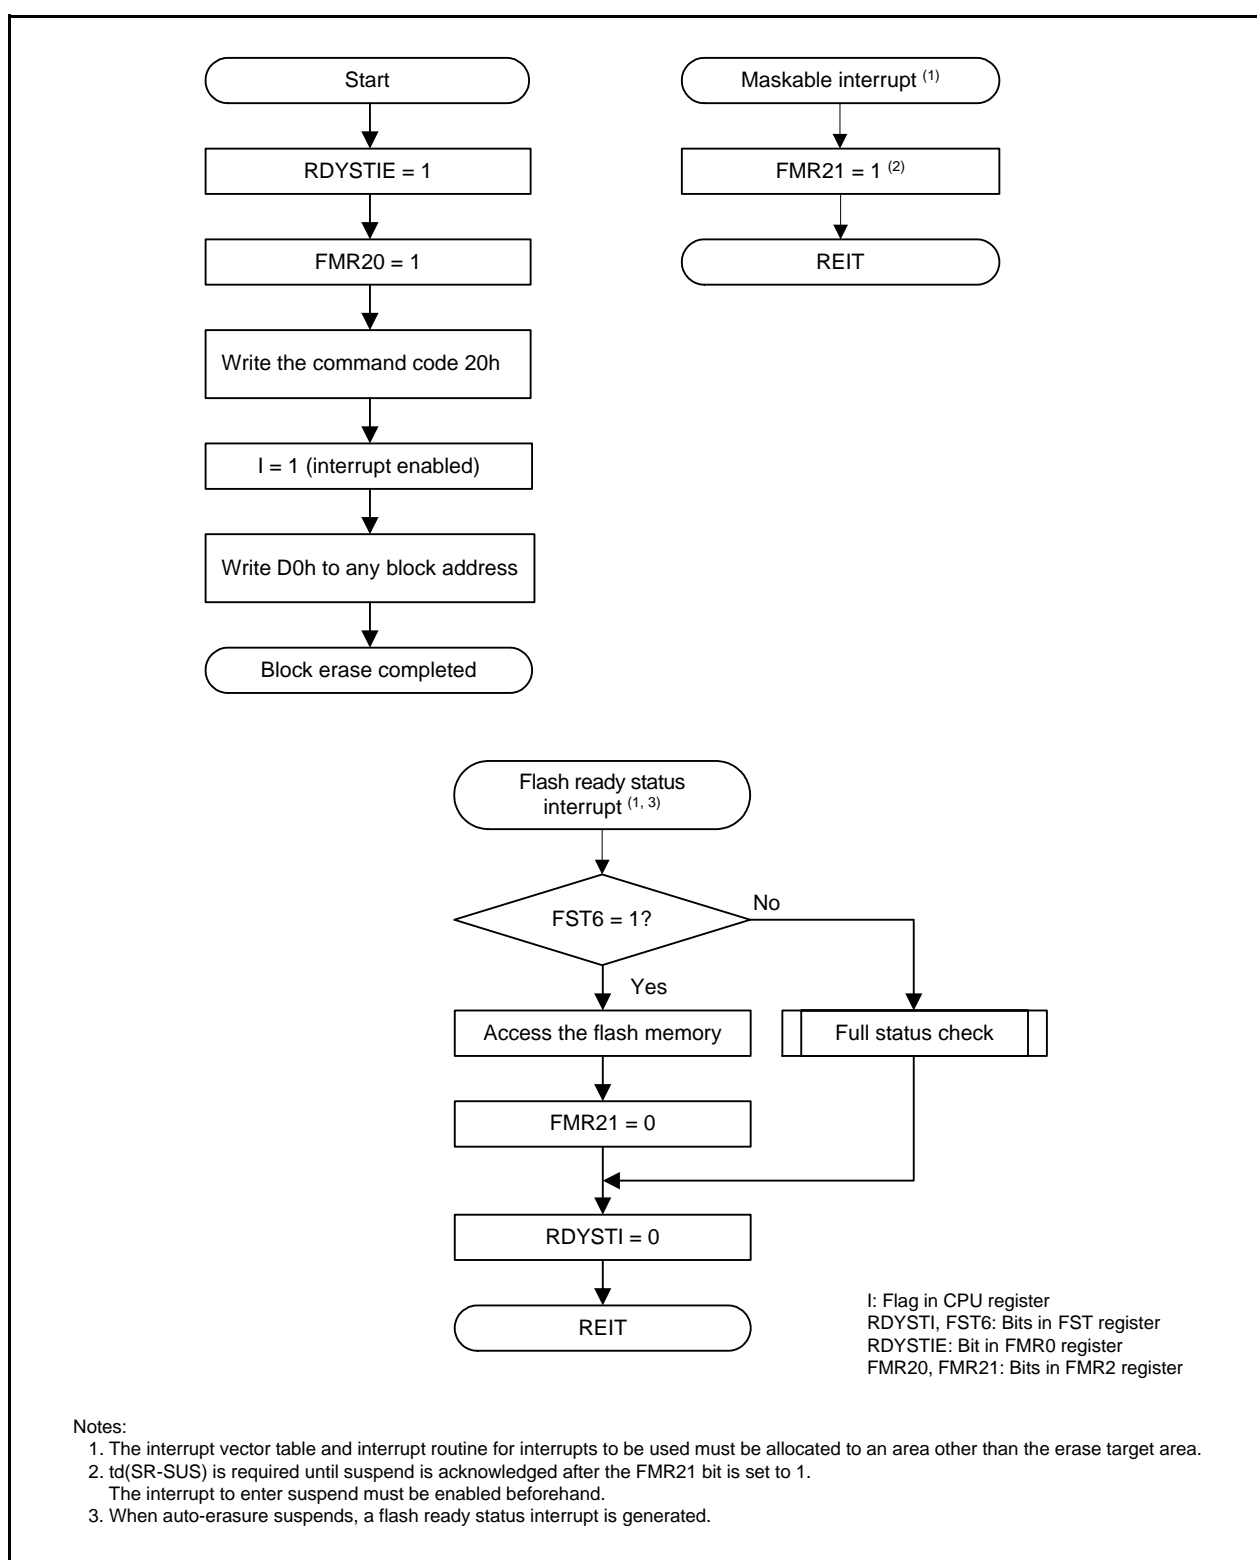 Start
RDYSTIE = 1
FMR20 = 1
Write the command code 20h
I = 1 (interrupt enabled)
Write D0h to any block address
Block erase completed
Maskable interrupt (1)
FMR21 = 1 (2)
REIT
Flash ready status
interrupt (1, 3)
FST6 = 1?
No
Yes
Access the flash memory
Full status check
FMR21 = 0
RDYSTI = 0
REIT
I: Flag in CPU register
RDYSTI, FST6: Bits in FST register
RDYSTIE: Bit in FMR0 register
FMR20, FMR21: Bits in FMR2 register
Notes:
1. The interrupt vector table and interrupt routine for interrupts to be used must be allocated to an area other than the erase target area.
2. td(SR-SUS) is required until suspend is acknowledged after the FMR21 bit is set to 1.
The interrupt to enter suspend must be enabled beforehand.
3. When auto-erasure suspends, a flash ready status interrupt is generated.